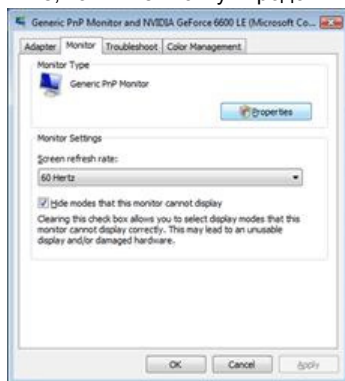 Generic PnP Monitor and NVIDIA GeForce 6600 LE (Microsoft Co...
Adapter Monitor Troubleshoot Color Management
Monitor Type
Generic PnP Monitor
Properties
Monitor Settings
Screen refresh rate:
60 Hertz
Hide modes that this monitor cannot display
Clearing this check box allows you to select display modes that this
monitor cannot display correctly. This may lead to an unusable
display and/or damaged hardware.
OK Cancel Apply